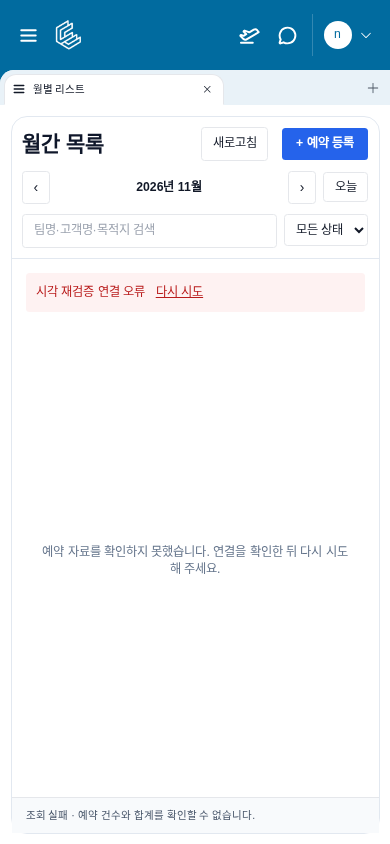 n
월별 리스트
월간 목록
새로고침
+ 예약 등록
2026년 11월
오늘
팀명·고객명·목적지 검색
모든 상태
시각 재검증 연결 오류 다시 시도
예약 자료를 확인하지 못했습니다. 연결을 확인한 뒤 다시 시도
해 주세요.
조회 실패 · 예약 건수와 합계를 확인할 수 없습니다.